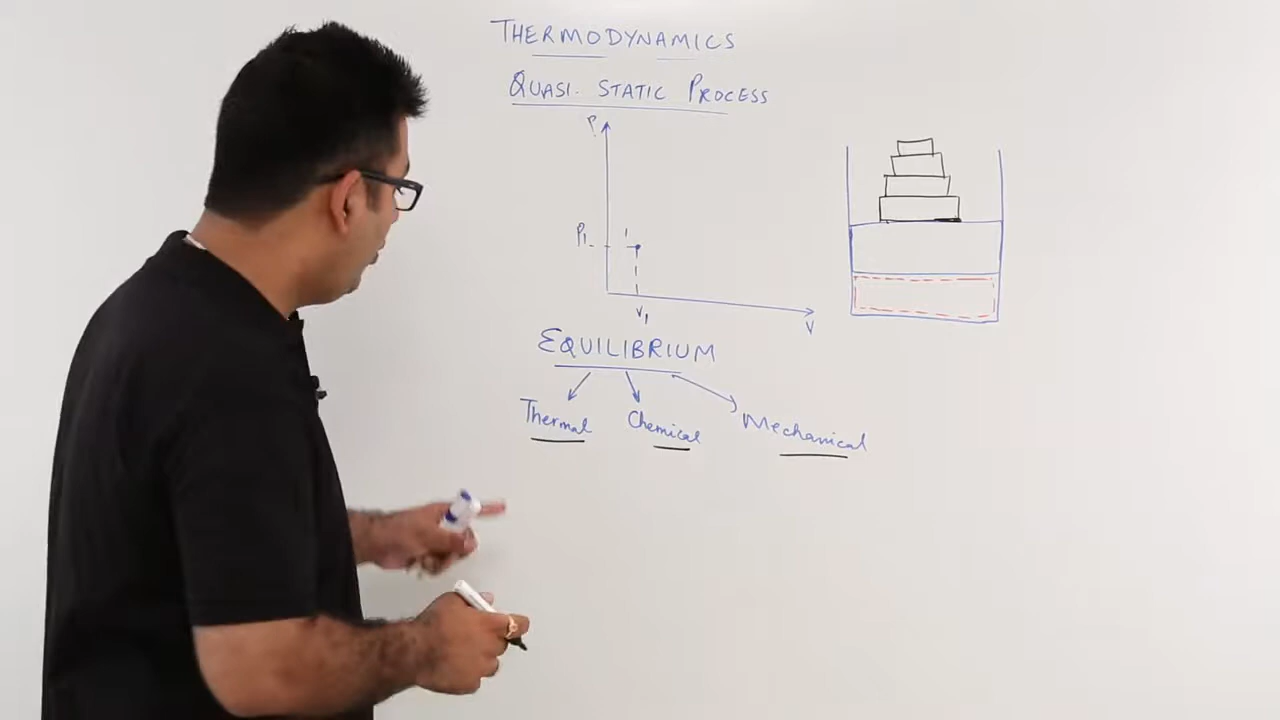 THERMODYNAMICS
QUASI. STATIC PROCESS
P
P1
1
V1
V
EQUILIBRIUM
Thermal Chemical Mechanical